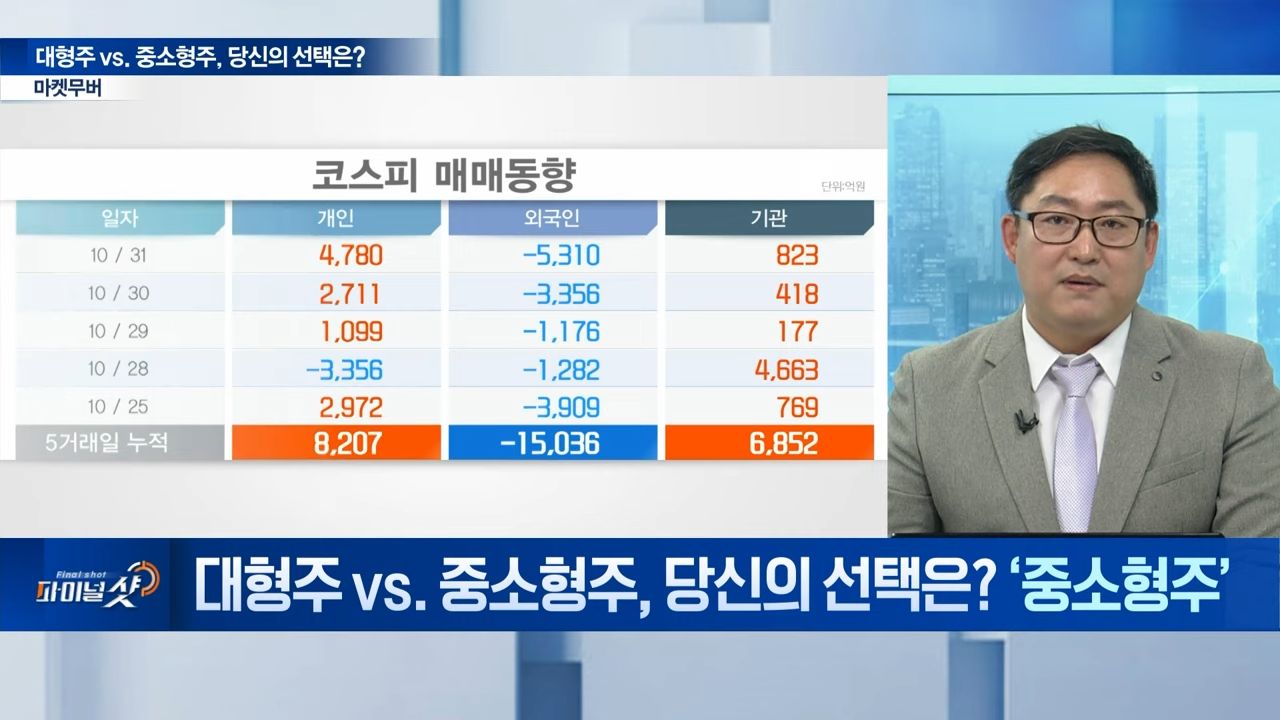 대형주 vs. 중소형주, 당신의 선택은?
마켓무버
코스피 매매동향
단위:억원
일자 개인 외국인 기관
10 / 31 4,780 -5,310 823
10 / 30 2,711 -3,356 418
10 / 29 1,099 -1,176 177
10 / 28 -3,356 -1,282 4,663
10 / 25 2,972 -3,909 769
5거래일 누적 8,207 -15,036 6,852
Final shot
파이널샷
대형주 vs. 중소형주, 당신의 선택은? ‘중소형주’